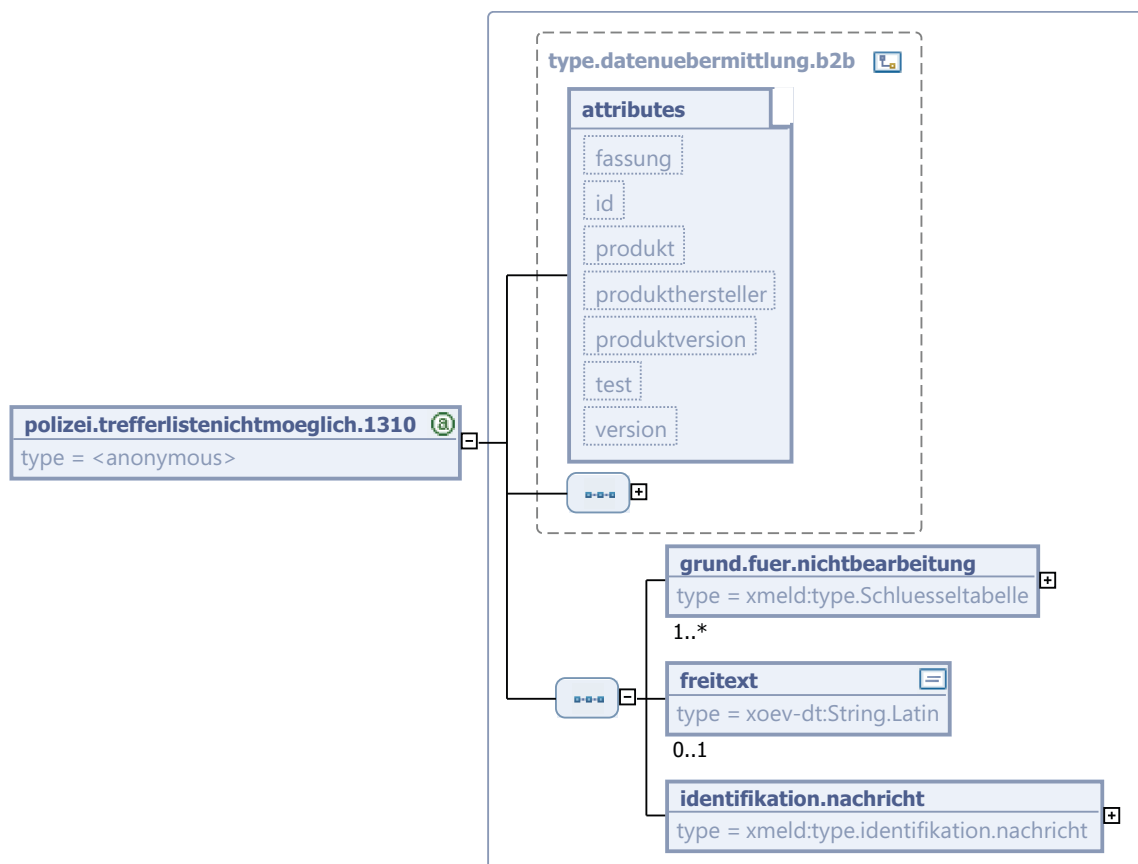 type.datenuebermittlung.b2b
attributes
fassung
id
produkt
produkthersteller
produktversion
test
version
polizei.trefferlistenichtmoeglich.1310 @
type = <anonymous>
grund.fuer.nichtbearbeitung
type = xmeld:type.Schluesseltabelle
1..*
freitext
type = xoev-dt:String.Latin
0..1
identifikation.nachricht
type = xmeld:type.identifikation.nachricht